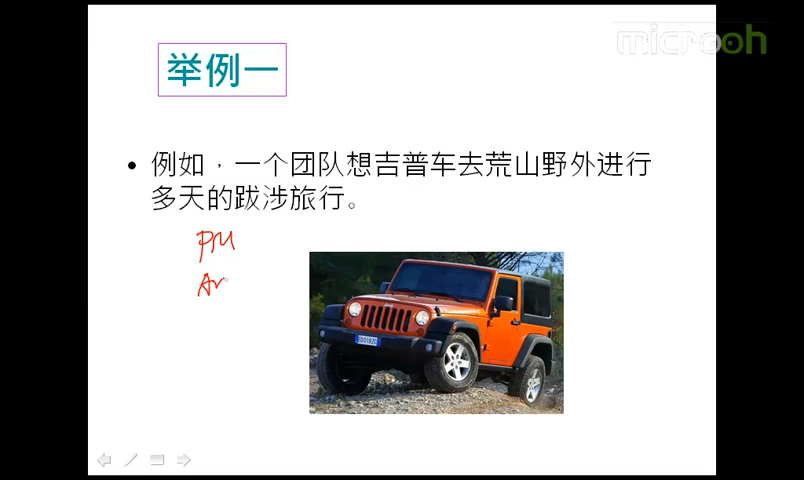 microoh
举例一
• 例如，一个团队想吉普车去荒山野外进行
多天的跋涉旅行。
PM
Ar